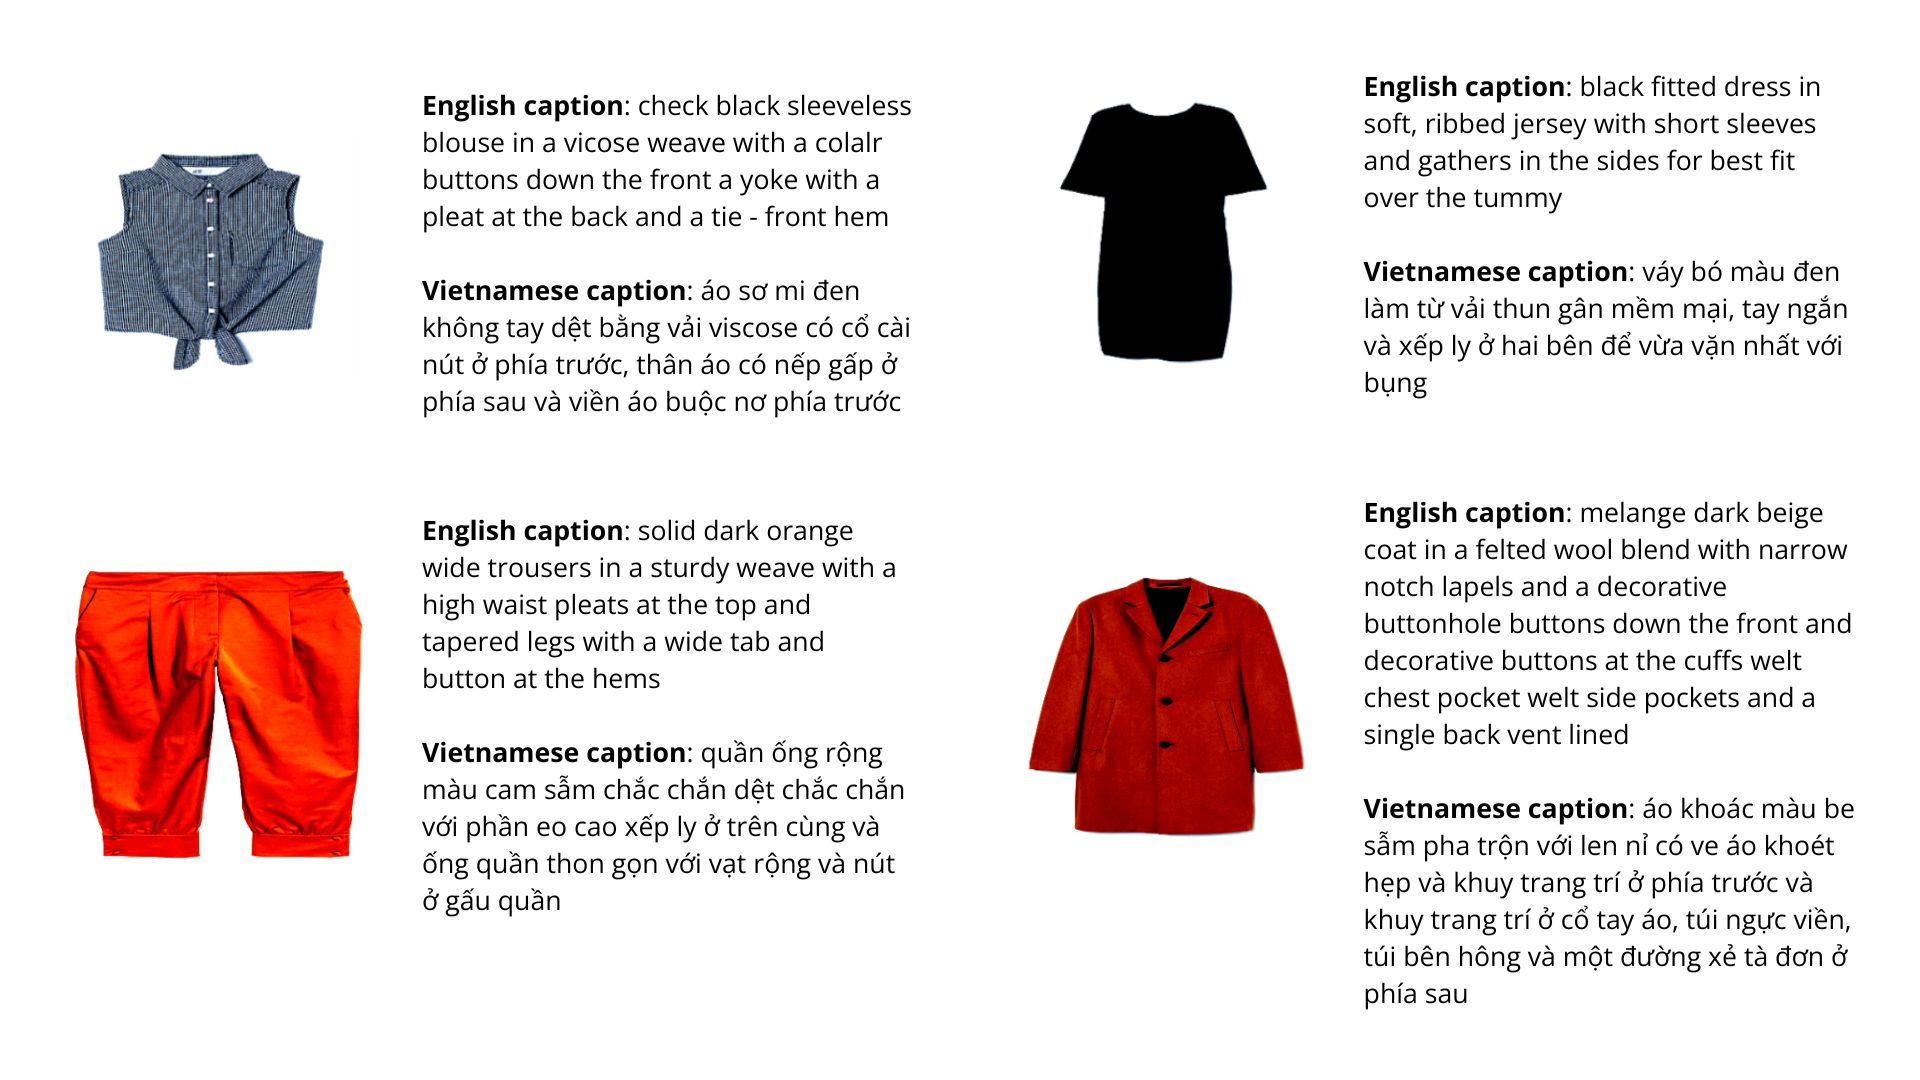 English caption: check black sleeveless
blouse in a vicose weave with a colalr
buttons down the front a yoke with a
pleat at the back and a tie - front hem
Vietnamese caption: áo sơ mi đen
không tay dệt bằng vải viscose có cổ cài
nút ở phía trước, thân áo có nếp gấp ở
phía sau và viền áo buộc nơ phía trước
English caption: black fitted dress in
soft, ribbed jersey with short sleeves
and gathers in the sides for best fit
over the tummy
Vietnamese caption: váy bó màu đen
làm từ vải thun gân mềm mại, tay ngắn
và xếp ly ở hai bên để vừa vặn nhất với
bụng
English caption: solid dark orange
wide trousers in a sturdy weave with a
high waist pleats at the top and
tapered legs with a wide tab and
button at the hems
Vietnamese caption: quần ống rộng
màu cam sẫm chắc chắn dệt chắc chắn
với phần eo cao xếp ly ở trên cùng và
ống quần thon gọn với vạt rộng và nút
ở gấu quần
English caption: melange dark beige
coat in a felted wool blend with narrow
notch lapels and a decorative
buttonhole buttons down the front and
decorative buttons at the cuffs welt
chest pocket welt side pockets and a
single back vent lined
Vietnamese caption: áo khoác màu be
sẫm pha trộn với len nỉ có ve áo khoét
hẹp và khuy trang trí ở phía trước và
khuy trang trí ở cổ tay áo, túi ngực viền,
túi bên hông và một đường xẻ tà đơn ở
phía sau